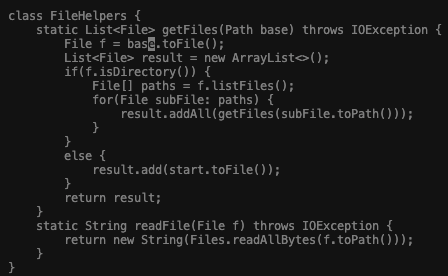 class FileHelpers {
    static List<File> getFiles(Path base) throws IOException {
        File f = base.toFile();
        List<File> result = new ArrayList<>();
        if(f.isDirectory()) {
            File[] paths = f.listFiles();
            for(File subFile: paths) {
                result.addAll(getFiles(subFile.toPath()));
            }
        }
        else {
            result.add(start.toFile());
        }
        return result;
    }
    static String readFile(File f) throws IOException {
        return new String(Files.readAllBytes(f.toPath()));
    }
}